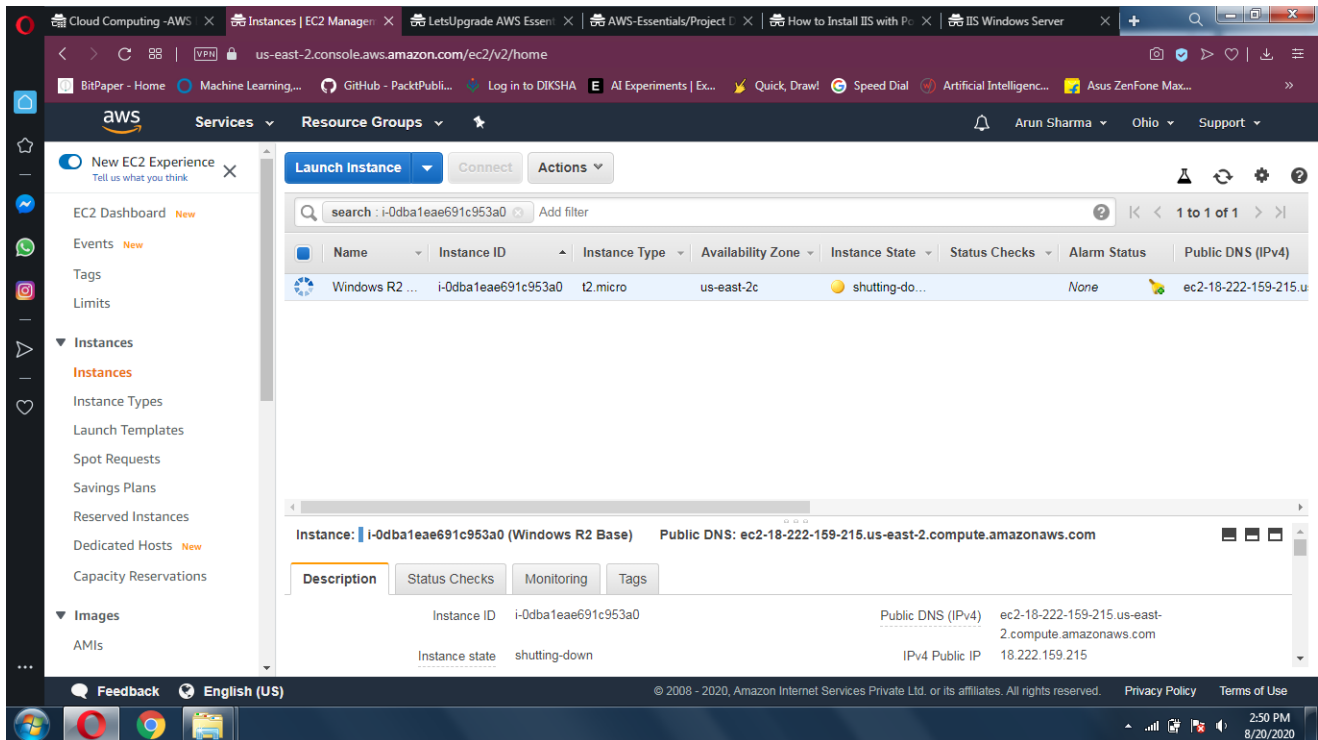 Cloud Computing -AWS
Instances | EC2 Managem
LetsUpgrade AWS Essent
AWS-Essentials/Project D
How to Install IIS with Po
IIS Windows Server
VPN
us-east-2.console.aws.amazon.com/ec2/v2/home
BitPaper - Home
Machine Learning,...
GitHub - PacktPubli...
Log in to DIKSHA
E AI Experiments | Ex...
Quick, Draw!
Speed Dial
Artificial Intelligenc...
Asus ZenFone Max...
»
aws
Services
Resource Groups
Arun Sharma
Ohio
Support
New EC2 Experience
Tell us what you think
EC2 Dashboard New
Events New
Tags
Limits
Instances
Instances
Instance Types
Launch Templates
Spot Requests
Savings Plans
Reserved Instances
Dedicated Hosts New
Capacity Reservations
Images
AMIs
Launch Instance
Connect
Actions
search : i-0dba1eae691c953a0 Add filter
1 to 1 of 1
Name Instance ID Instance Type Availability Zone Instance State Status Checks Alarm Status Public DNS (IPv4)
Windows R2 ... i-0dba1eae691c953a0 t2.micro us-east-2c shutting-do... None ec2-18-222-159-215.u
Instance: i-0dba1eae691c953a0 (Windows R2 Base) Public DNS: ec2-18-222-159-215.us-east-2.compute.amazonaws.com
Description Status Checks Monitoring Tags
Instance ID i-0dba1eae691c953a0
Instance state shutting-down
Public DNS (IPv4) ec2-18-222-159-215.us-east-
2.compute.amazonaws.com
IPv4 Public IP 18.222.159.215
Feedback English (US)
© 2008 - 2020, Amazon Internet Services Private Ltd. or its affiliates. All rights reserved. Privacy Policy Terms of Use
2:50 PM
8/20/2020